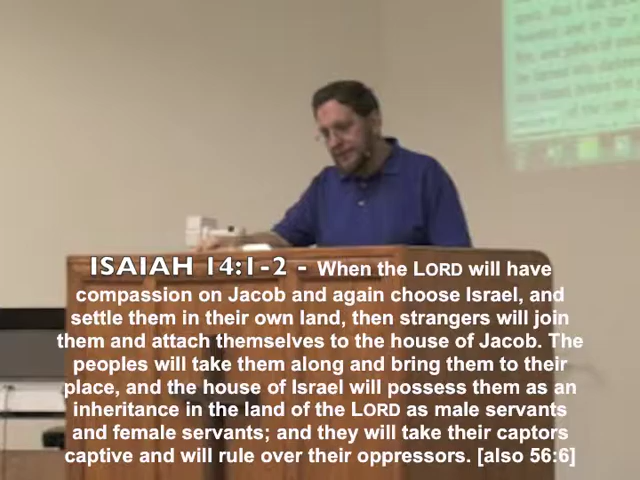 ISAIAH 14:1-2 - When the LORD will have
compassion on Jacob and again choose Israel, and
settle them in their own land, then strangers will join
them and attach themselves to the house of Jacob. The
peoples will take them along and bring them to their
place, and the house of Israel will possess them as an
inheritance in the land of the LORD as male servants
and female servants; and they will take their captors
captive and will rule over their oppressors. [also 56:6]